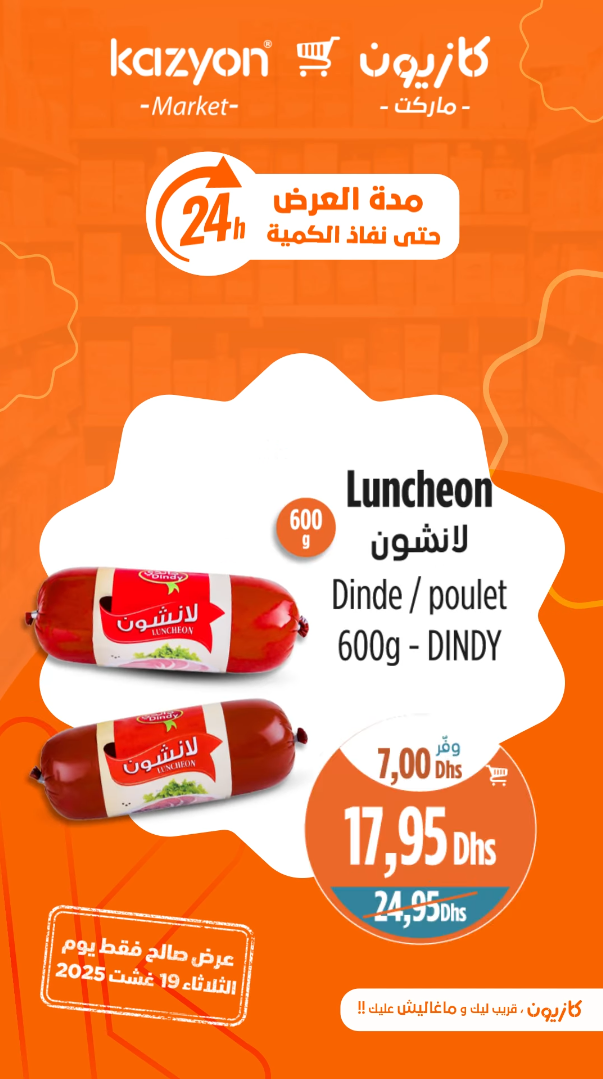 kazyon® كازيون
-Market- - ماركت -
24h
مدة العرض
حتى نفاذ الكمية
Luncheon
600
g
لانشون
Dinde / poulet
600g - DINDY
Dindy
لانشون
LUNCHEON
Dindy
لانشون
LUNCHEON
وفّر
7,00 Dhs
17,95 Dhs
24,95Dhs
عرض صالح فقط يوم
الثلاثاء 19 غشت 2025
كازيون ، قريب ليك و ماغاليش عليك !!